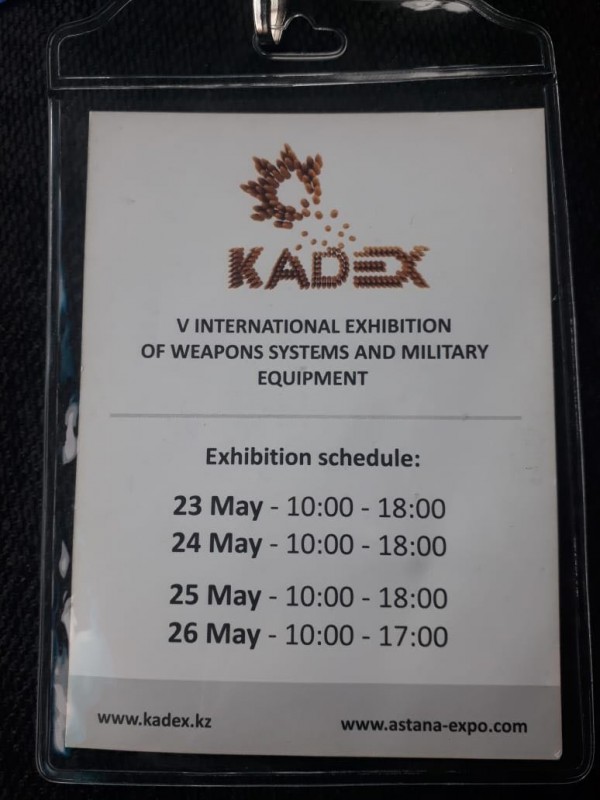 KADEX
V INTERNATIONAL EXHIBITION
OF WEAPONS SYSTEMS AND MILITARY
EQUIPMENT
Exhibition schedule:
23 May - 10:00 - 18:00
24 May - 10:00 - 18:00
25 May - 10:00 - 18:00
26 May - 10:00 - 17:00
www.kadex.kz
www.astana-expo.com